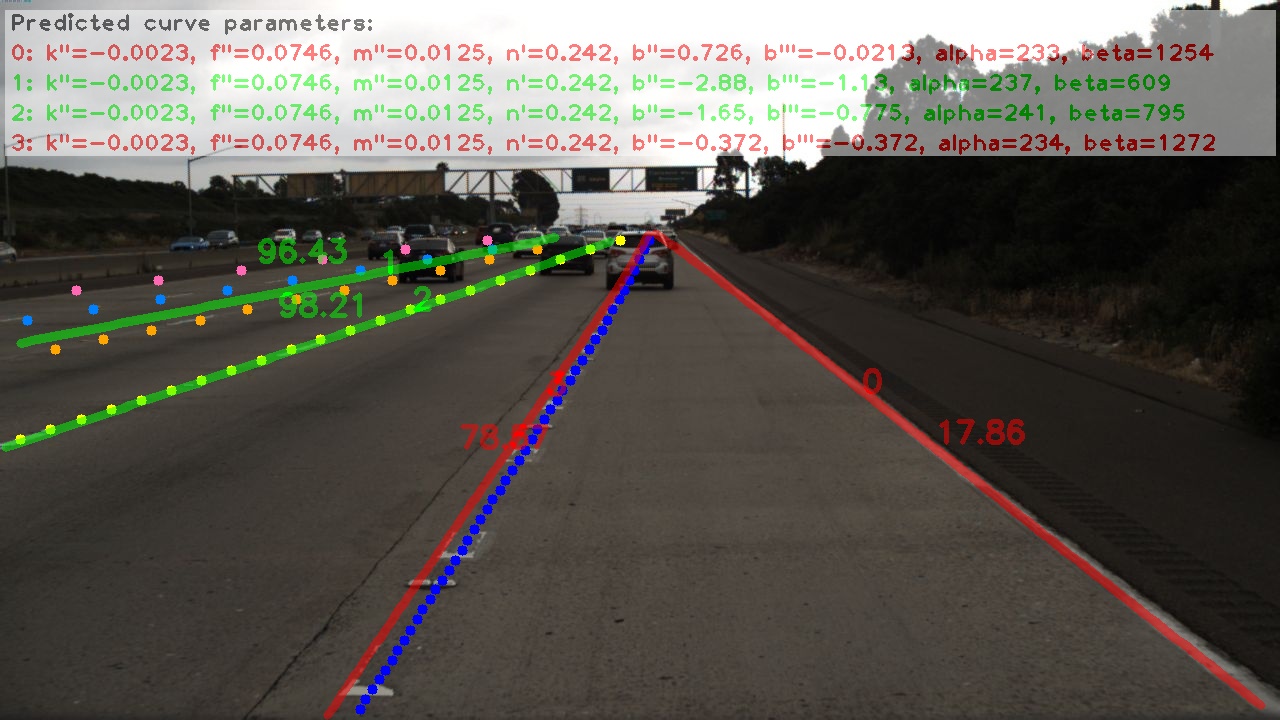 Predicted curve parameters:
0: k''=-0.0023, f''=0.0746, m''=0.0125, n'=0.242, b''=0.726, b'''=-0.0213, alpha=233, beta=1254
1: k''=-0.0023, f''=0.0746, m''=0.0125, n'=0.242, b''=-2.88, b'''=-1.13, alpha=237, beta=609
2: k''=-0.0023, f''=0.0746, m''=0.0125, n'=0.242, b''=-1.65, b'''=-0.775, alpha=241, beta=795
3: k''=-0.0023, f''=0.0746, m''=0.0125, n'=0.242, b''=-0.372, b'''=-0.372, alpha=234, beta=1272
96.43
1
98.21
2
0
17.86